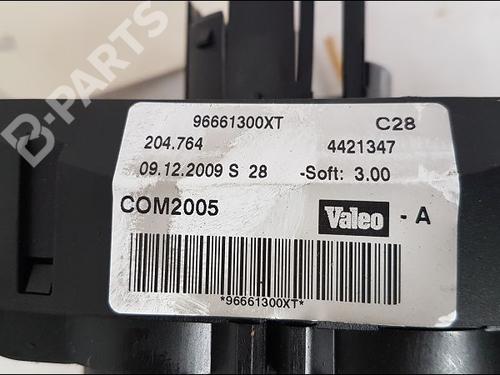 B-PARTS
96661300XT C28
204.764 4421347
09.12.2009 S 28 -Soft: 3.00
COM2005 Valeo - A
*96661300XT*